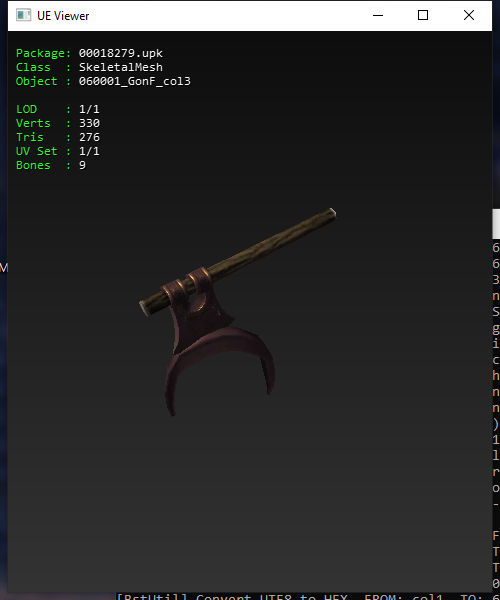 UE Viewer
Package: 00018279.upk
Class : SkeletalMesh
Object : 060001_GonF_col3
LOD : 1/1
Verts : 330
Tris : 276
UV Set : 1/1
Bones : 9
M
6
6
3
n
S
g
i
c
h
n
n
)
1
l
r
o
-
F
T
T
0
[BstUtil] Convert UTF8 to HEX. FROM: col1, TO: 6